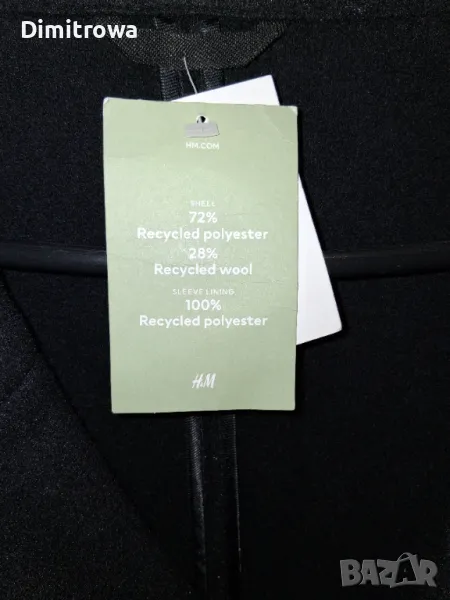 Dimitrowa
HM.COM
SHELL
72%
Recycled polyester
28%
Recycled wool
SLEEVE LINING
100%
Recycled polyester
H&M
BAZAR